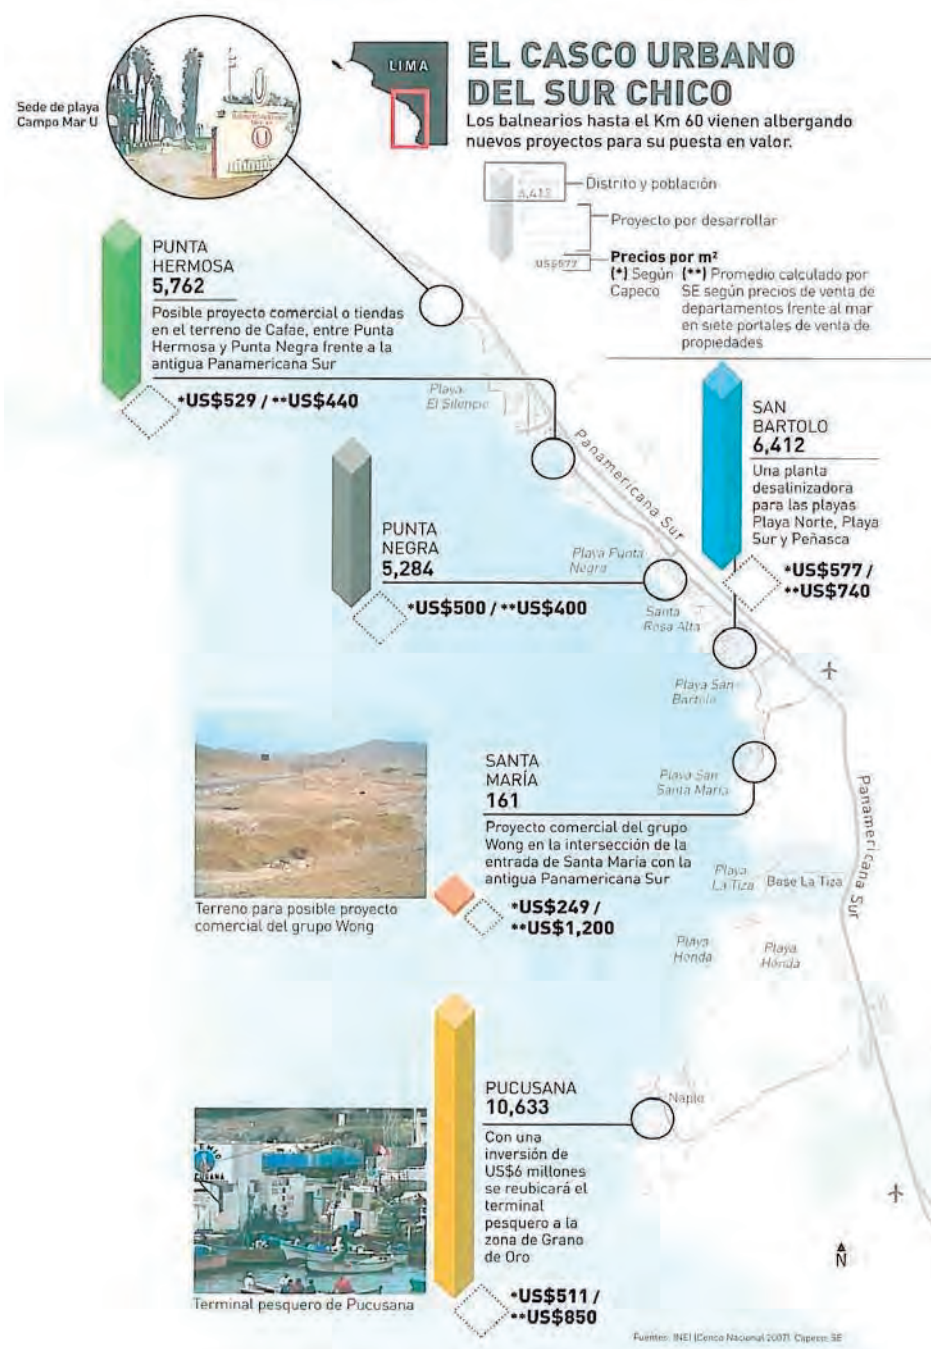 Sede de playa
Campo Mar U
LIMA
EL CASCO URBANO
DEL SUR CHICO
Los balnearios hasta el Km 60 vienen albergando
nuevos proyectos para su puesta en valor.
6,412
Distrito y población
Proyecto por desarrollar
US$577
Precios por m²
(*) Según
Capeco
(**) Promedio calculado por
SE según precios de venta de
departamentos frente al mar
en siete portales de venta de
propiedades
PUNTA
HERMOSA
5,762
Posible proyecto comercial o tiendas
en el terreno de Cafae, entre Punta
Hermosa y Punta Negra frente a la
antigua Panamericana Sur
*US$529 / **US$440
Playa
El Silencio
Panamericana Sur
SAN
BARTOLO
6,412
Una planta
desalinizadora
para las playas
Playa Norte, Playa
Sur y Peñasca
*US$577 /
**US$740
PUNTA
NEGRA
5,284
*US$500 / **US$400
Playa Punta
Negra
Santa
Rosa Alta
Playa San
Bartolo
SANTA
MARÍA
161
Proyecto comercial del grupo
Wong en la intersección de la
entrada de Santa María con la
antigua Panamericana Sur
*US$249 /
**US$1,200
Terreno para posible proyecto
comercial del grupo Wong
Playa San
Santa María
Panamericana Sur
Playa
La Tiza
Base La Tiza
Playa
Honda
Playa
Honda
PUCUSANA
10,633
Con una
inversión de
US$6 millones
se reubicará el
terminal
pesquero a la
zona de Grano
de Oro
*US$511 /
**US$850
Naplo
Terminal pesquero de Pucusana
N
Fuentes: INEI (Censo Nacional 2007), Capeco, SE